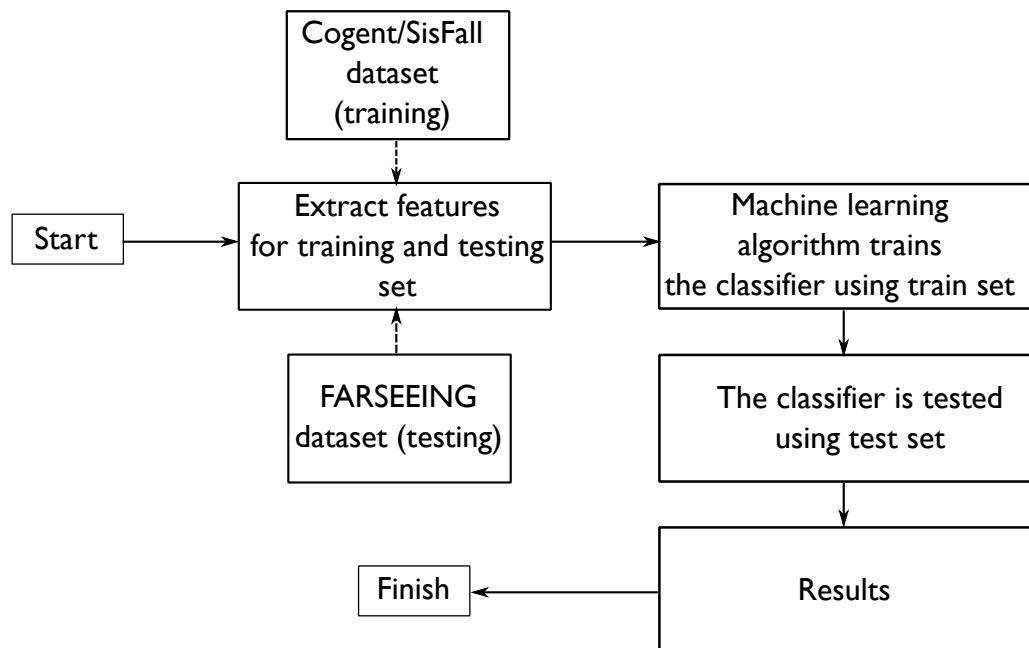 Cogent/SisFall
dataset
(training)
Start
Extract features
for training and testing
set
Machine learning
algorithm trains
the classifier using train set
FARSEEING
dataset (testing)
The classifier is tested
using test set
Finish
Results